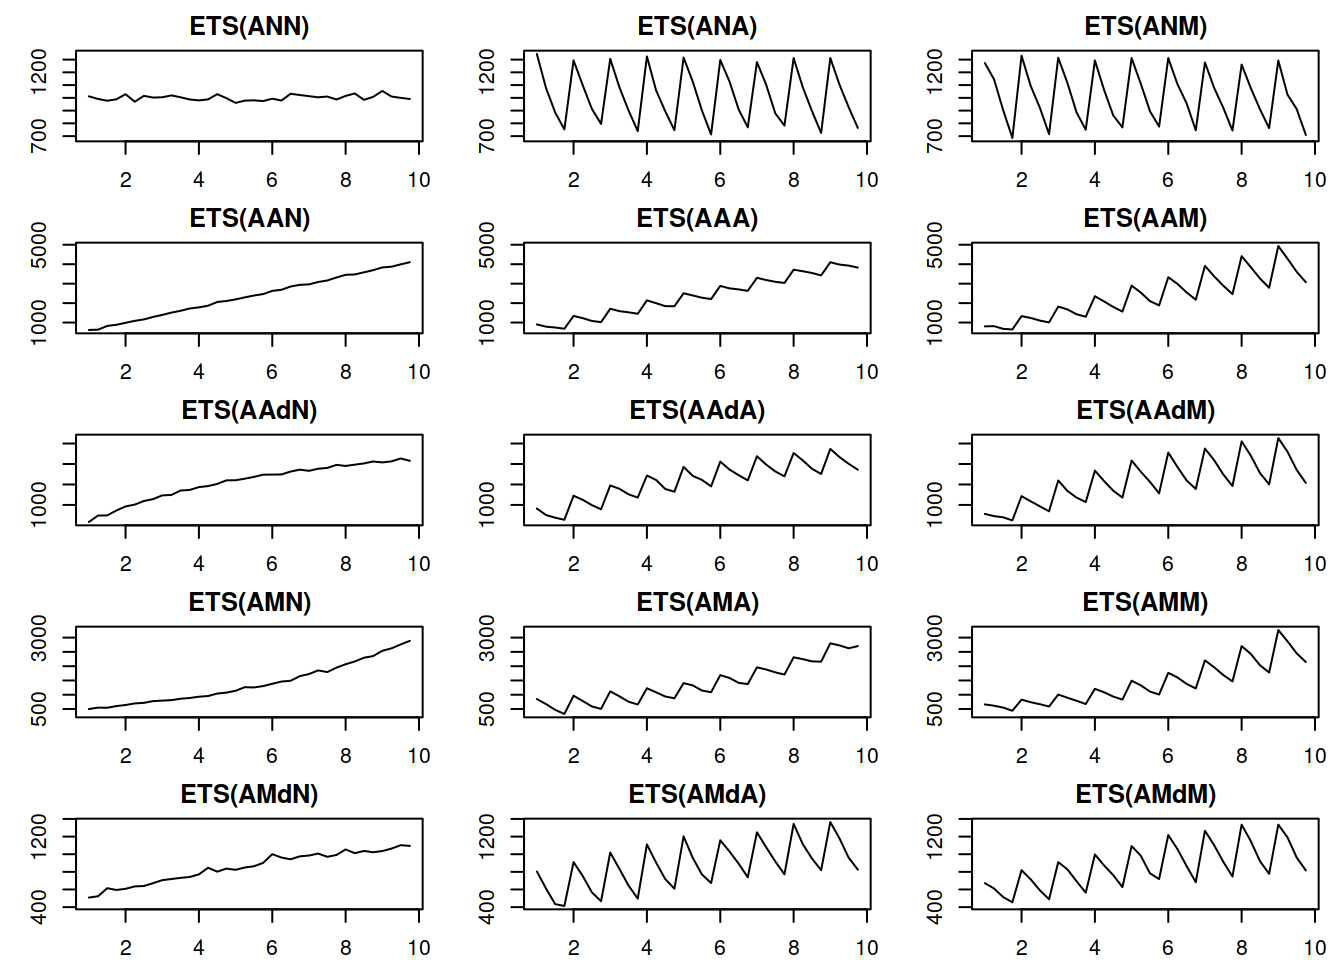 ETS(ANN) ETS(ANA) ETS(ANM)
700 1200 700 1200 700 1200
2 4 6 8 10 2 4 6 8 10 2 4 6 8 10
ETS(AAN) ETS(AAA) ETS(AAM)
1000 5000 1000 5000 1000 5000
2 4 6 8 10 2 4 6 8 10 2 4 6 8 10
ETS(AAdN) ETS(AAdA) ETS(AAdM)
1000 1000 1000
2 4 6 8 10 2 4 6 8 10 2 4 6 8 10
ETS(AMN) ETS(AMA) ETS(AMM)
500 3000 500 3000 500 3000
2 4 6 8 10 2 4 6 8 10 2 4 6 8 10
ETS(AMdN) ETS(AMdA) ETS(AMdM)
400 1200 400 1200 400 1200
2 4 6 8 10 2 4 6 8 10 2 4 6 8 10